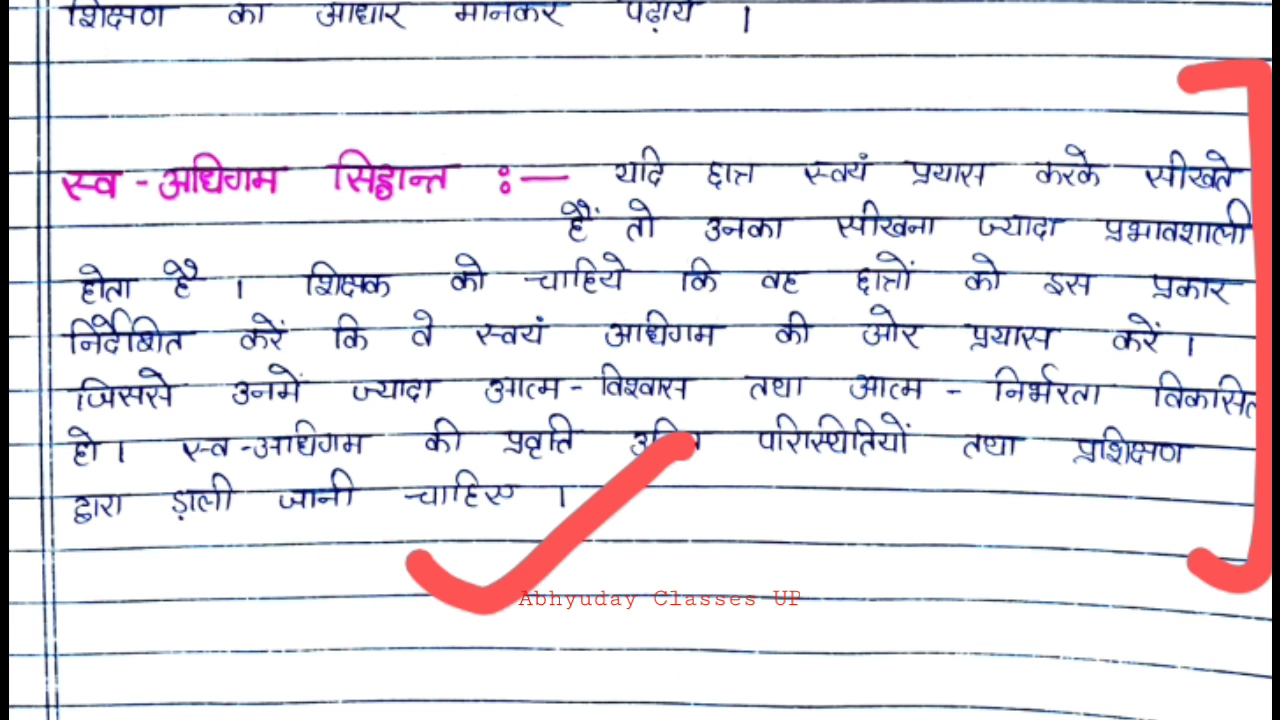 शिक्षण का आधार मानकर पढ़ाये ।
स्व-अधिगम सिद्धान्त :— यदि छात्र स्वयं प्रयास करके सीखते
हैं तो उनका सीखना ज्यादा प्रभावशाली
होता है । शिक्षक को चाहिये कि वह छात्रों को इस प्रकार
निर्देशित करें कि वे स्वयं अधिगम की ओर प्रयास करें ।
जिससे उनमें ज्यादा आत्म-विश्वास तथा आत्म-निर्भरता विकसित
हो । स्व-अधिगम की प्रवृति उचित परिस्थितियों तथा प्रशिक्षण
द्वारा ड़ाली जानी चाहिए ।
Abhyuday Classes UP